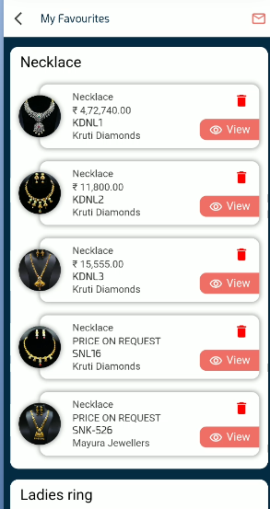 My Favourites
Necklace
Necklace
₹ 4,72,740.00
KDNL1
Kruti Diamonds
View
Necklace
₹ 11,800.00
KDNL2
Kruti Diamonds
View
Necklace
₹ 15,555.00
KDNL3
Kruti Diamonds
View
Necklace
PRICE ON REQUEST
SNL16
Kruti Diamonds
View
Necklace
PRICE ON REQUEST
SNK-526
Mayura Jewellers
View
Ladies ring